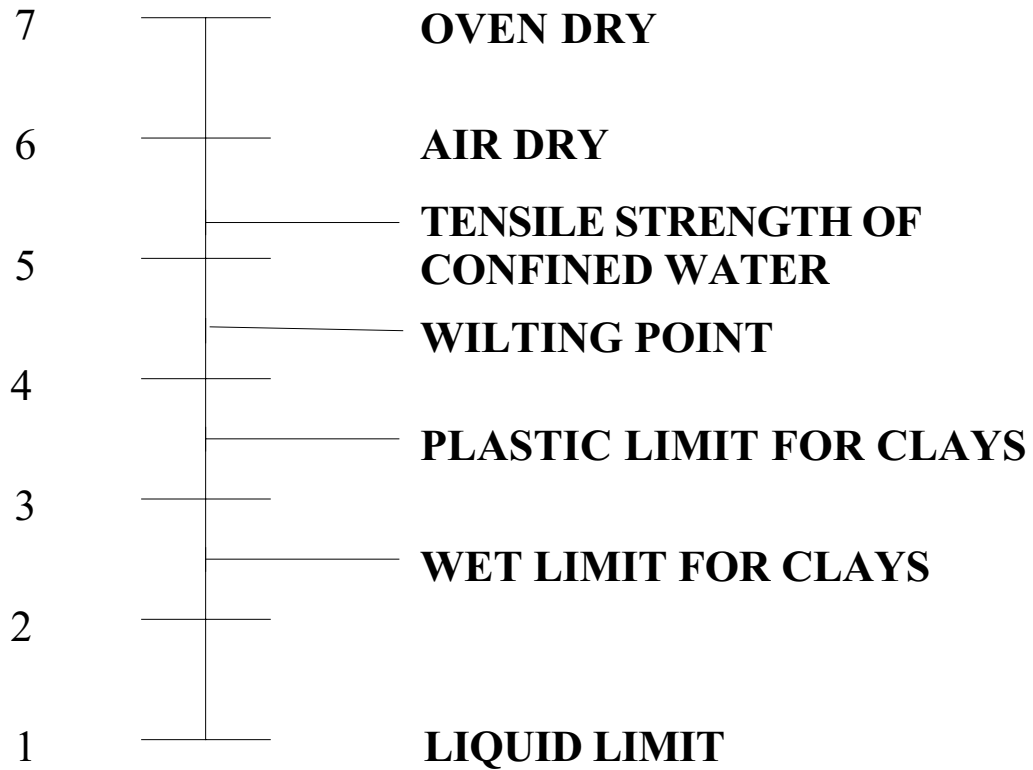 7 OVEN DRY
6 AIR DRY
TENSILE STRENGTH OF
5 CONFINED WATER
WILTING POINT
4
PLASTIC LIMIT FOR CLAYS
3
WET LIMIT FOR CLAYS
2
1 LIQUID LIMIT